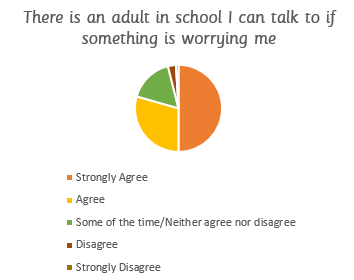 There is an adult in school I can talk to if
something is worrying me
Strongly Agree
Agree
Some of the time/Neither agree nor disagree
Disagree
Strongly Disagree